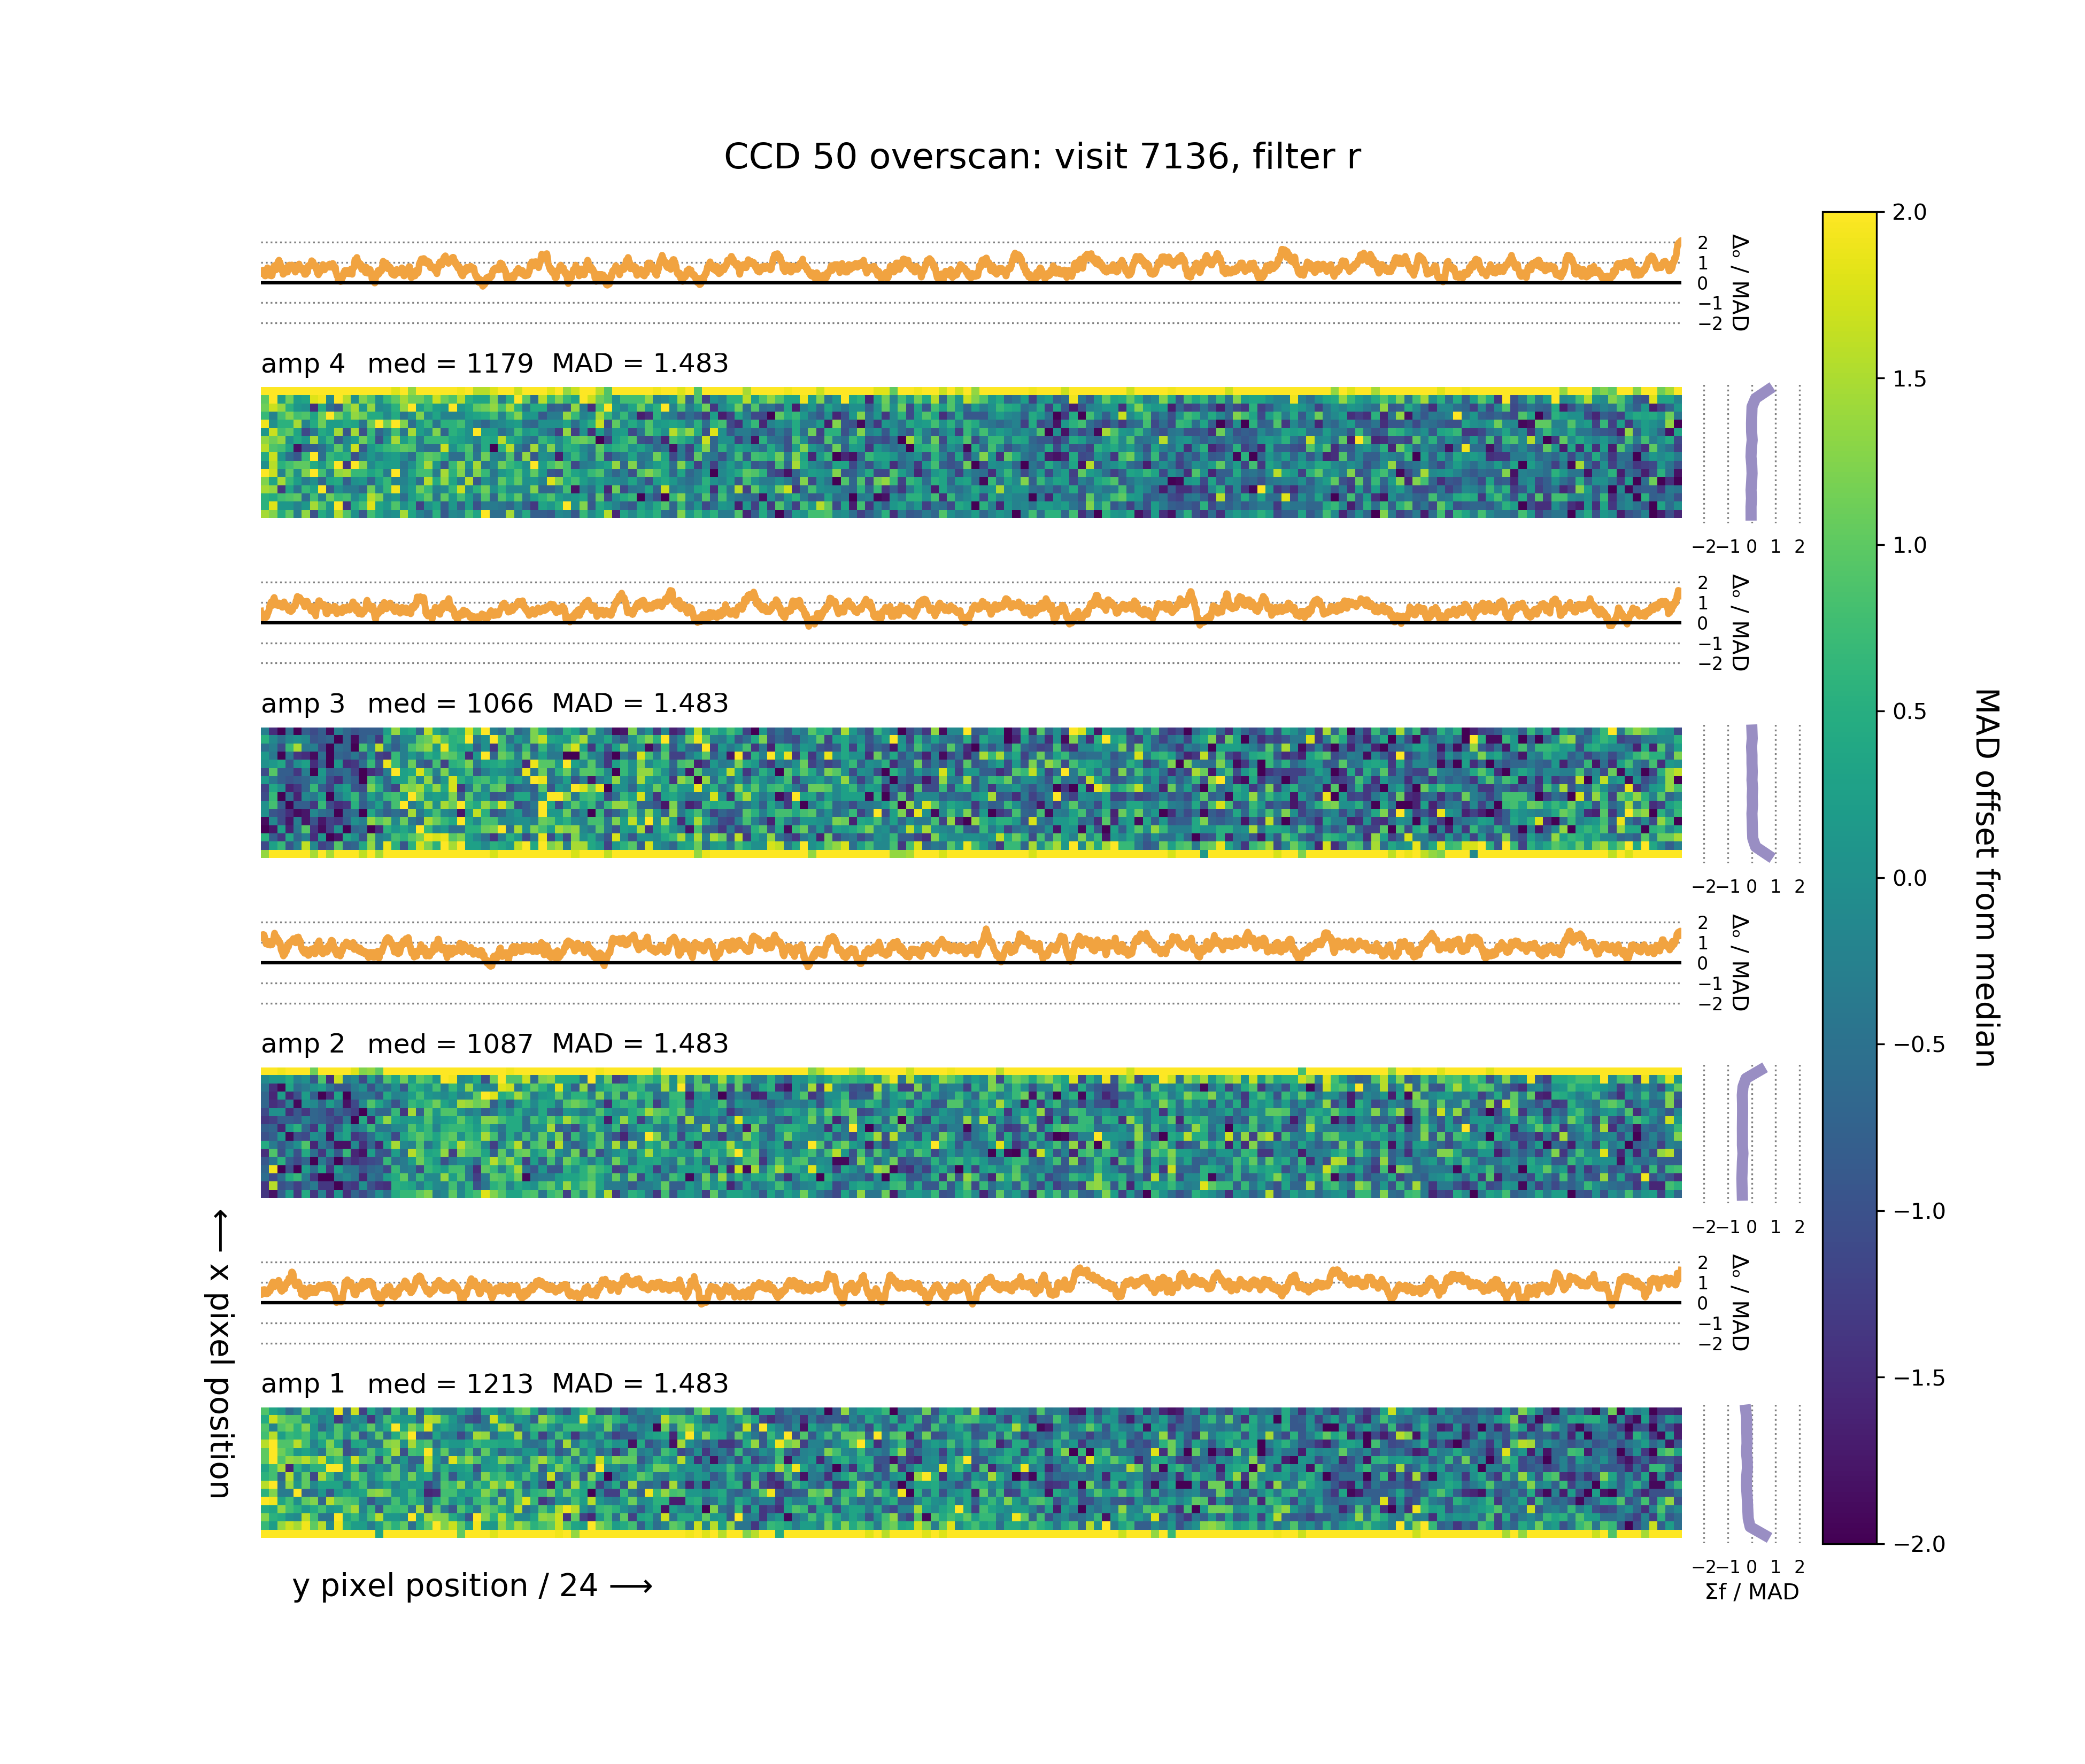 CCD 50 overscan: visit 7136, filter r
2
1
0
−1
−2
Δₒ / MAD
amp 4 med = 1179 MAD = 1.483
−2 −1 0 1 2
2
1
0
−1
−2
Δₒ / MAD
amp 3 med = 1066 MAD = 1.483
−2 −1 0 1 2
2
1
0
−1
−2
Δₒ / MAD
amp 2 med = 1087 MAD = 1.483
−2 −1 0 1 2
2
1
0
−1
−2
Δₒ / MAD
amp 1 med = 1213 MAD = 1.483
−2 −1 0 1 2
Σf / MAD
⟵ x pixel position
y pixel position / 24 ⟶
2.0
1.5
1.0
0.5
0.0
−0.5
−1.0
−1.5
−2.0
MAD offset from median